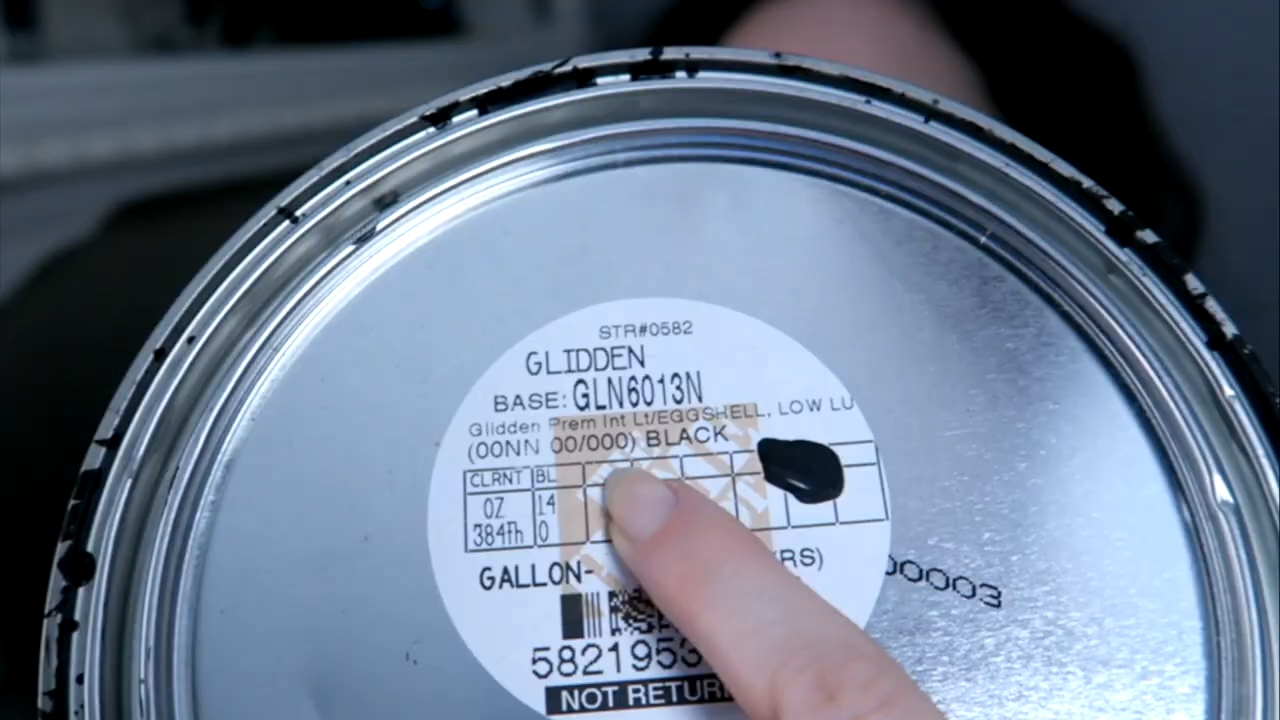 STR#0582
GLIDDEN
BASE: GLN6013N
Glidden Prem Int Lt/EGGSHELL, LOW LU
(00NN 00/000) BLACK
CLRNT BL
OZ 14
384Th 0
GALLON- RS)
5821953
NOT RETUR
00003